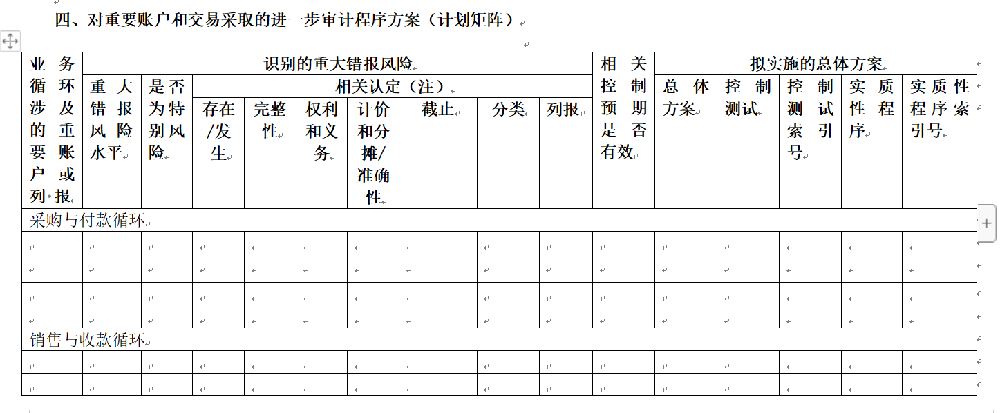 四、对重要账户和交易采取的进一步审计程序方案（计划矩阵）
业务
循环
涉及
的重
要账
户或
列·报
识别的重大错报风险
相关
控制
预期
是否
有效
拟实施的总体方案
重大
错报
风险
水平
是否
为特
别风
险
相关认定（注）
总体
方案
控制
测试
控制
测试
索引
号
实质
性程
序
实质性
程序索
引号
存在
/发
生
完整
性
权利
和义
务
计价
和分
摊/
准确
性
截止
分类
列报
采购与付款循环
销售与收款循环